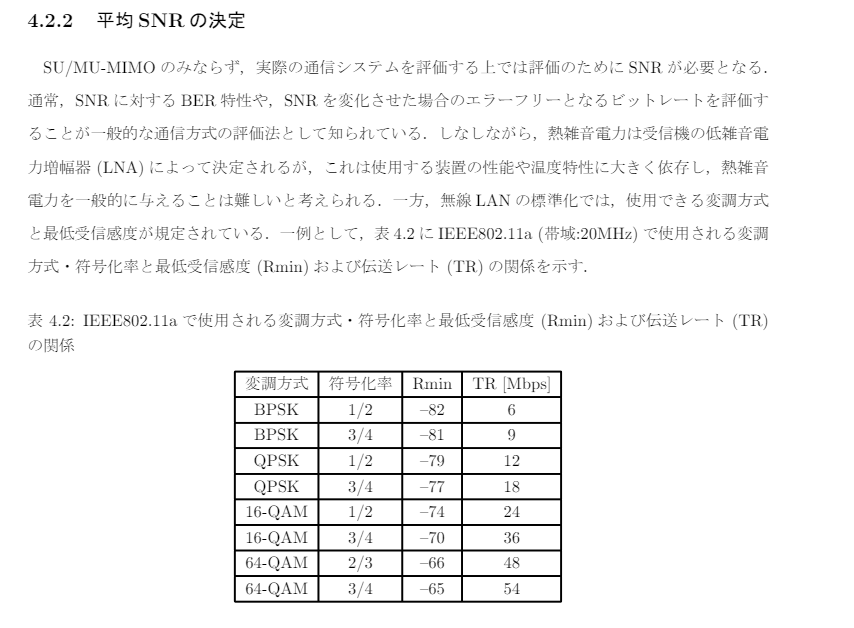 4.2.2 平均 SNR の決定
SU/MU-MIMO のみならず，実際の通信システムを評価する上では評価のために SNR が必要となる．
通常，SNR に対する BER 特性や，SNR を変化させた場合のエラーフリーとなるビットレートを評価す
ることが一般的な通信方式の評価法として知られている．しなしながら，熱雑音電力は受信機の低雑音電
力増幅器 (LNA) によって決定されるが，これは使用する装置の性能や温度特性に大きく依存し，熱雑音
電力を一般的に与えることは難しいと考えられる．一方，無線 LAN の標準化では，使用できる変調方式
と最低受信感度が規定されている．一例として，表 4.2 に IEEE802.11a (帯域:20MHz) で使用される変調
方式・符号化率と最低受信感度 (Rmin) および伝送レート (TR) の関係を示す．
表 4.2: IEEE802.11a で使用される変調方式・符号化率と最低受信感度 (Rmin) および伝送レート (TR)
の関係
変調方式 符号化率 Rmin TR [Mbps]
BPSK 1/2 –82 6
BPSK 3/4 –81 9
QPSK 1/2 –79 12
QPSK 3/4 –77 18
16-QAM 1/2 –74 24
16-QAM 3/4 –70 36
64-QAM 2/3 –66 48
64-QAM 3/4 –65 54